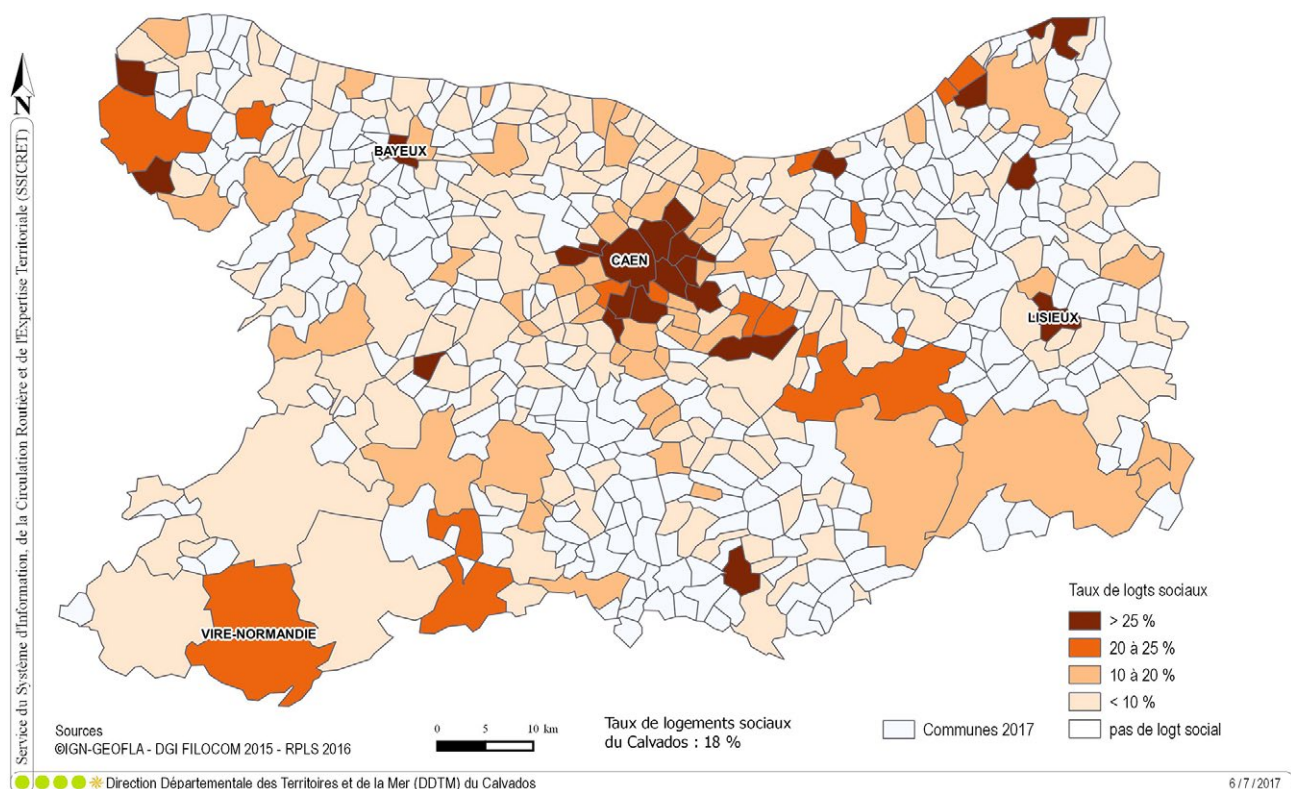 N
Service du Système d'Information, de la Circulation Routière et de l'Expertise Territoriale (SSICRET)
BAYEUX
CAEN
LISIEUX
VIRE-NORMANDIE
Taux de logts sociaux
> 25 %
20 à 25 %
10 à 20 %
< 10 %
pas de logt social
Communes 2017
Sources
©IGN-GEOFLA - DGI FILOCOM 2015 - RPLS 2016
0 5 10 km
Taux de logements sociaux
du Calvados : 18 %
Direction Départementale des Territoires et de la Mer (DDTM) du Calvados
6 / 7 / 2017